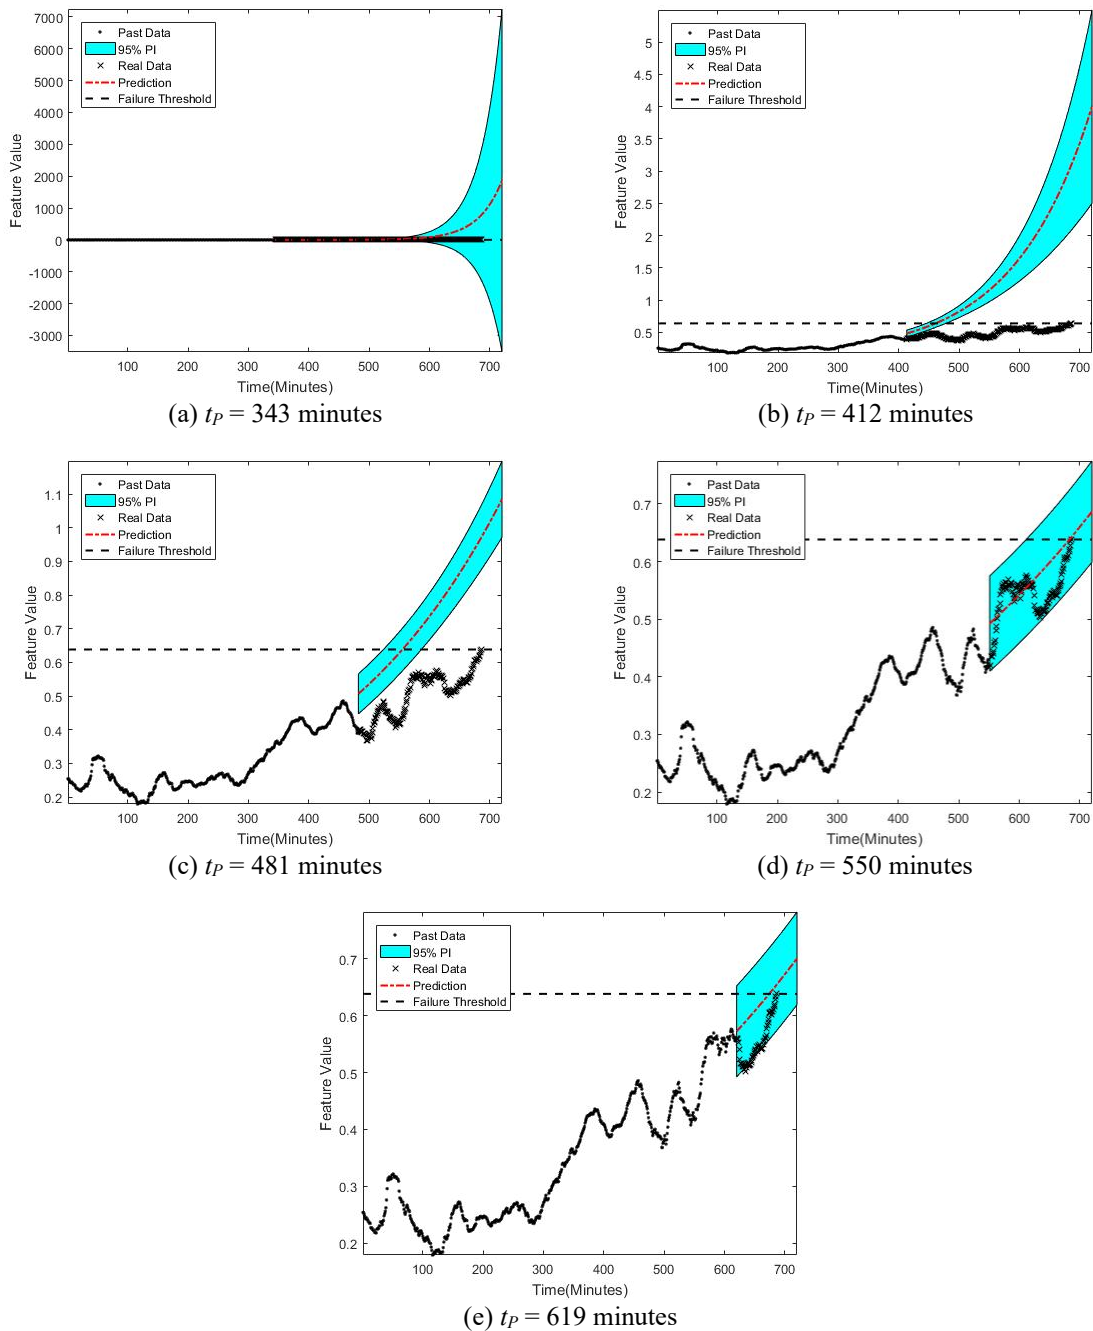 7000
6000
5000
4000
3000
2000
1000
0
-1000
-2000
-3000
Feature Value
Past Data
95% PI
Real Data
Prediction
Failure Threshold
100 200 300 400 500 600 700
Time(Minutes)
(a) tP = 343 minutes
5
4.5
4
3.5
3
2.5
2
1.5
1
0.5
Feature Value
Past Data
95% PI
Real Data
Prediction
Failure Threshold
100 200 300 400 500 600 700
Time(Minutes)
(b) tP = 412 minutes
1.1
1
0.9
0.8
0.7
0.6
0.5
0.4
0.3
0.2
Feature Value
Past Data
95% PI
Real Data
Prediction
Failure Threshold
100 200 300 400 500 600 700
Time(Minutes)
(c) tP = 481 minutes
0.7
0.6
0.5
0.4
0.3
0.2
Feature Value
Past Data
95% PI
Real Data
Prediction
Failure Threshold
100 200 300 400 500 600 700
Time(Minutes)
(d) tP = 550 minutes
0.7
0.6
0.5
0.4
0.3
0.2
Feature Value
Past Data
95% PI
Real Data
Prediction
Failure Threshold
100 200 300 400 500 600 700
Time(Minutes)
(e) tP = 619 minutes